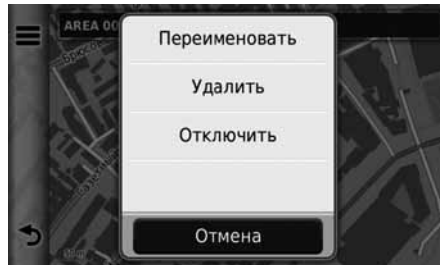 AREA 00
Переименовать
Удалить
Отключить
Отмена